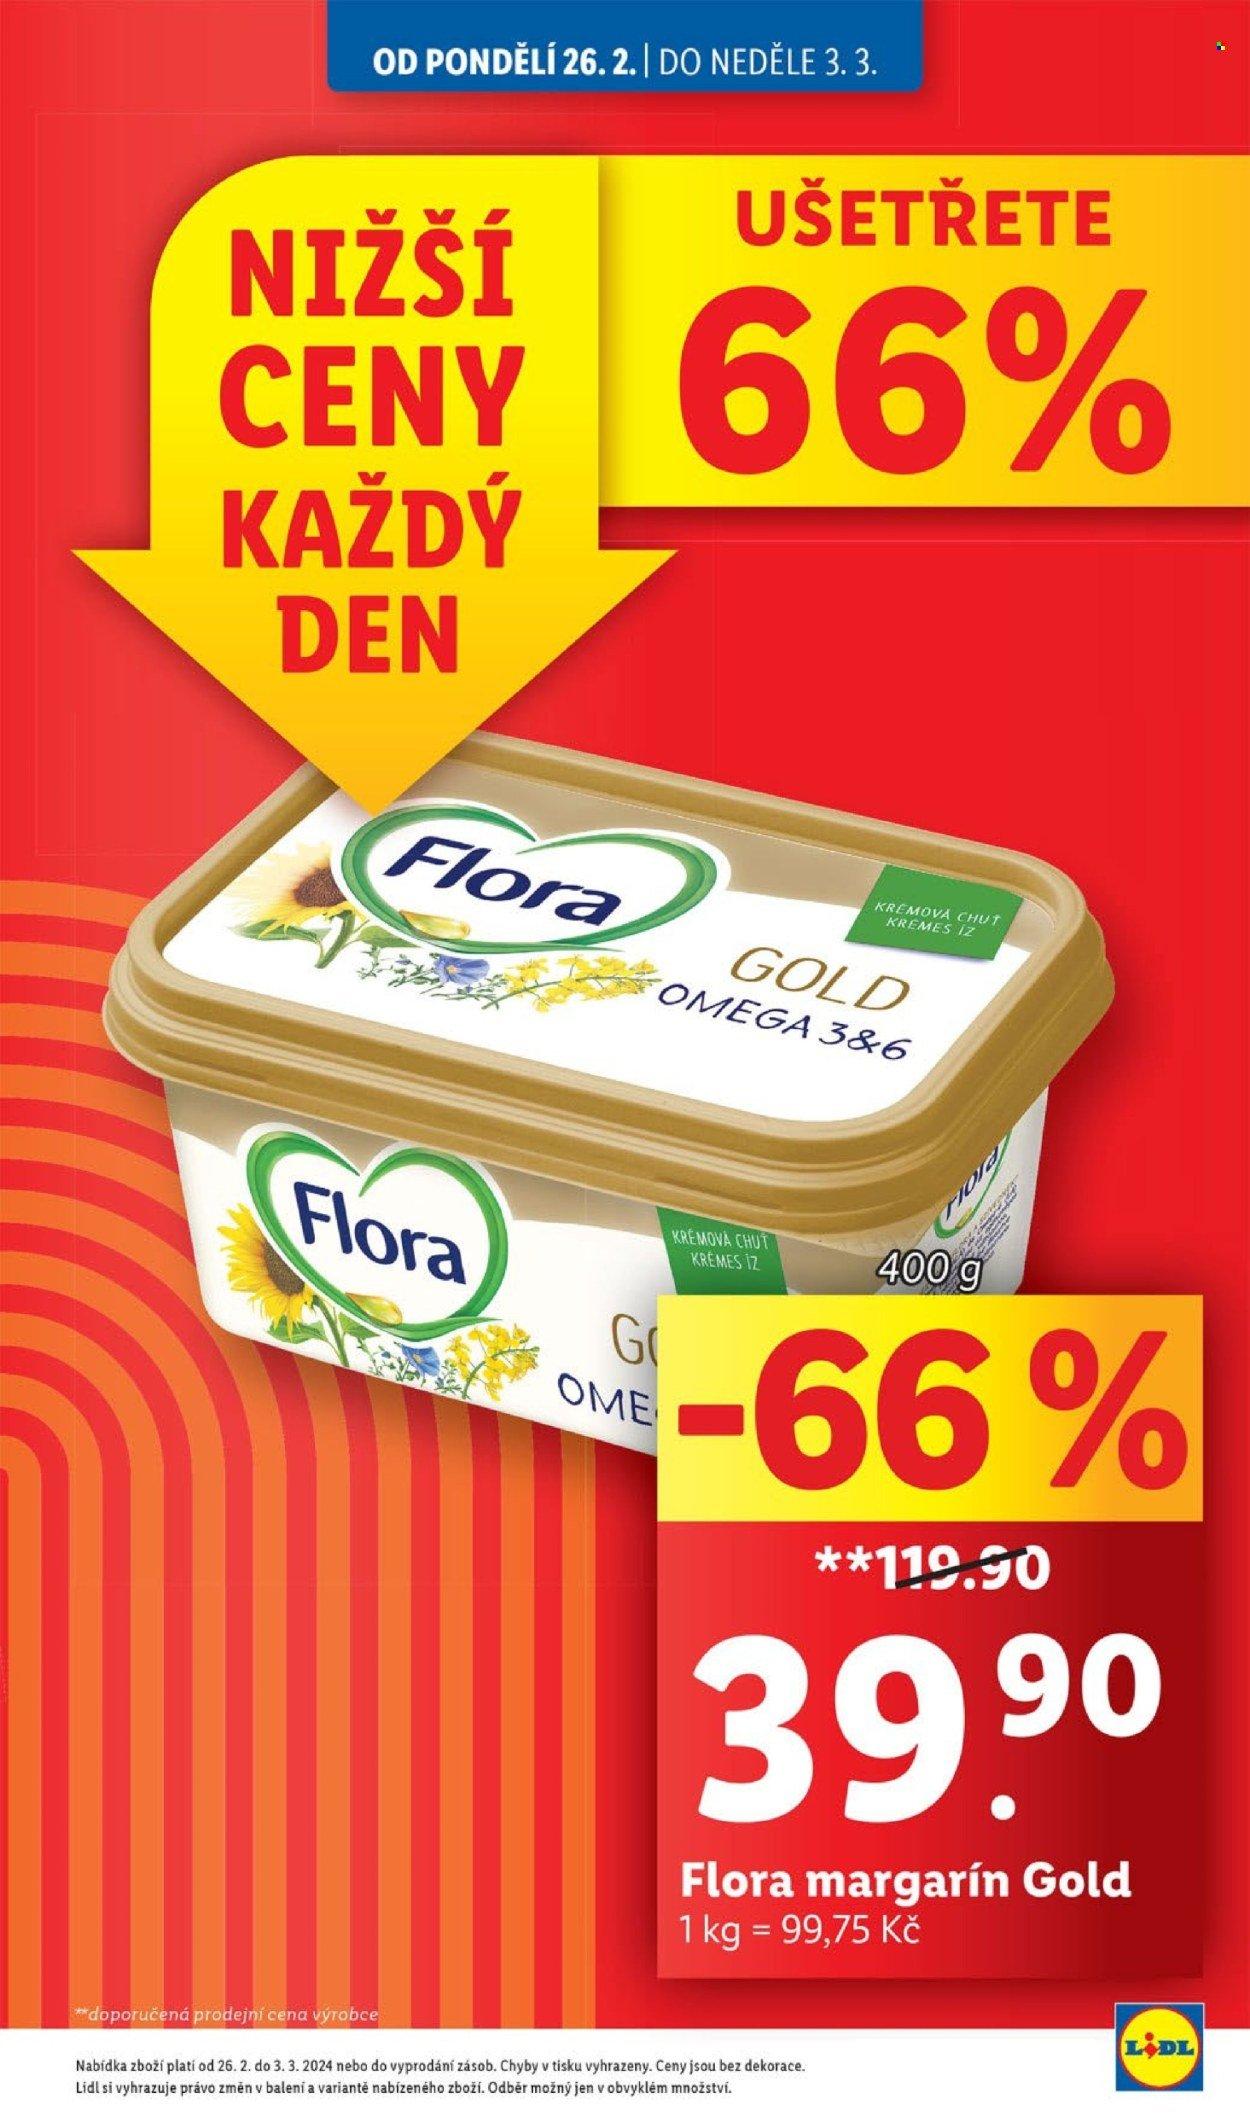 OD PONDĚLÍ 26. 2. | DO NEDĚLE 3. 3.
NIŽŠÍ
CENY
KAŽDÝ
DEN
UŠETŘETE
66%
Flora
KRÉMOVÁ CHUŤ
KRÉMES ÍZ
GOLD
OMEGA 3&6
Flora
KRÉMOVÁ CHUŤ
KRÉMES ÍZ
Flora
400 g
GO
OME
-66 %
**119.90
39.90
Flora margarín Gold
1 kg = 99,75 Kč
**doporučená prodejní cena výrobce
LIDL
Nabídka zboží platí od 26. 2. do 3. 3. 2024 nebo do vyprodání zásob. Chyby v tisku vyhrazeny. Ceny jsou bez dekorace.
Lidl si vyhrazuje právo změn v balení a variantě nabízeného zboží. Odběr možný jen v obvyklém množství.